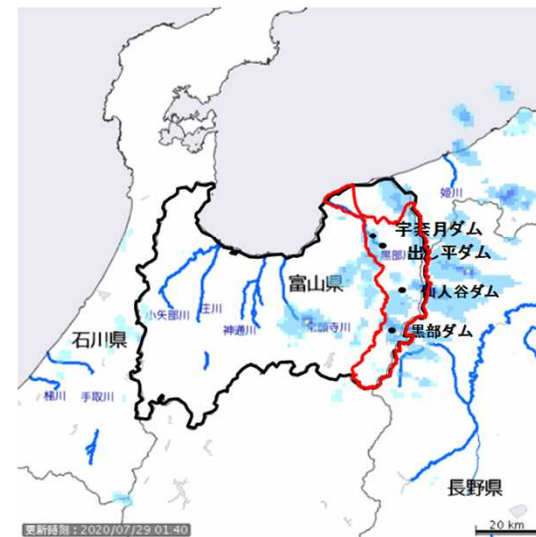 姫川
宇奈月ダム
黒部川
出し平ダム
富山県
仙人谷ダム
小矢部川
庄川
神通川
常願寺川
黒部ダム
石川県
梯川
手取川
長野県
更新時刻：2020/07/29 01:40
20 km